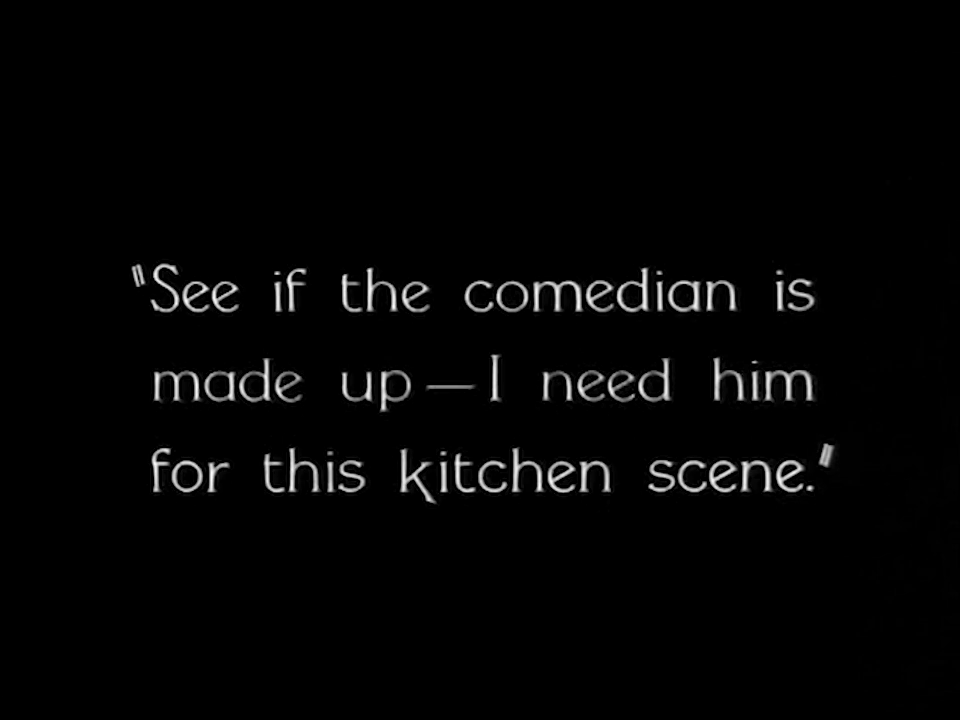 "See if the comedian is
made up—I need him
for this kitchen scene."